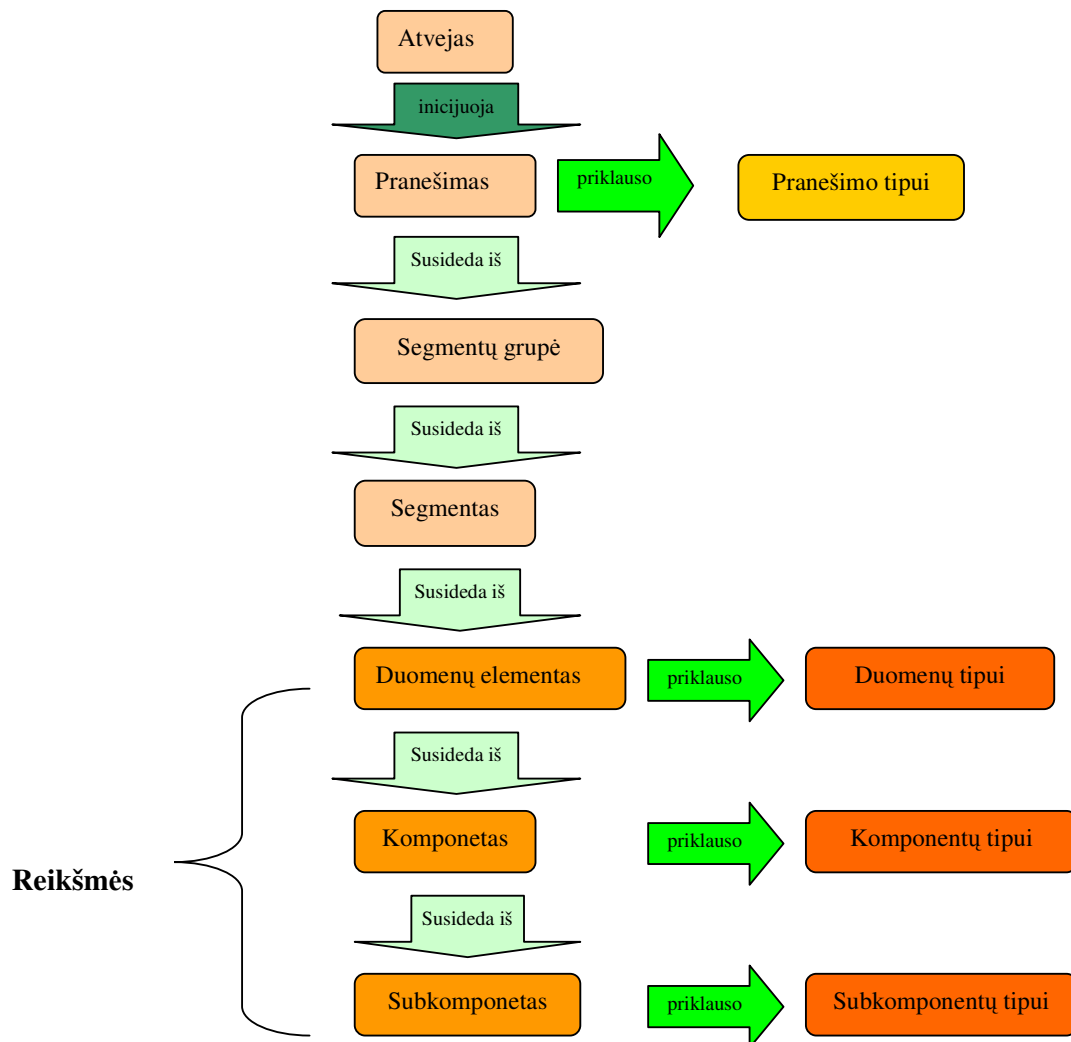 Atvejas
inicijuoja
Pranešimas
priklauso
Pranešimo tipui
Susideda iš
Segmentų grupė
Susideda iš
Segmentas
Susideda iš
Duomenų elementas
priklauso
Duomenų tipui
Susideda iš
Komponetas
priklauso
Komponentų tipui
Reikšmės
Susideda iš
Subkomponetas
priklauso
Subkomponentų tipui